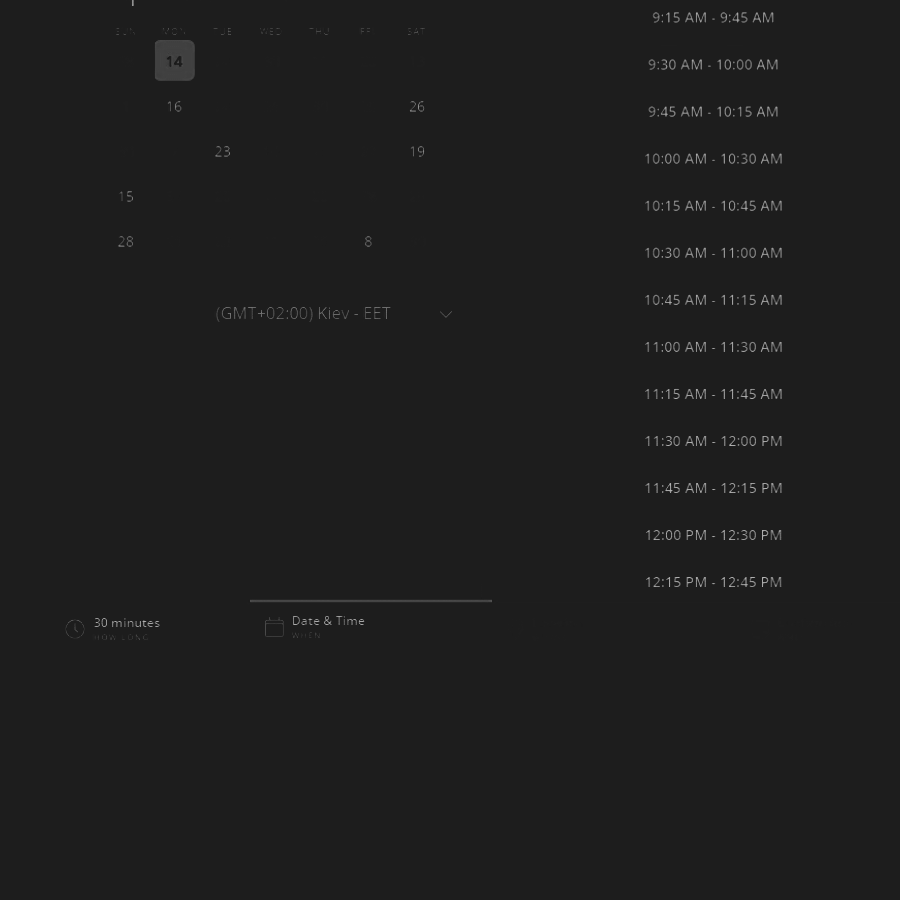 SUN MON TUE WED THU FRI SAT
14
16 26
23 19
15
28 8
(GMT+02:00) Kiev - EET
9:15 AM - 9:45 AM
9:30 AM - 10:00 AM
9:45 AM - 10:15 AM
10:00 AM - 10:30 AM
10:15 AM - 10:45 AM
10:30 AM - 11:00 AM
10:45 AM - 11:15 AM
11:00 AM - 11:30 AM
11:15 AM - 11:45 AM
11:30 AM - 12:00 PM
11:45 AM - 12:15 PM
12:00 PM - 12:30 PM
12:15 PM - 12:45 PM
30 minutes
HOW LONG
Date & Time
WHEN